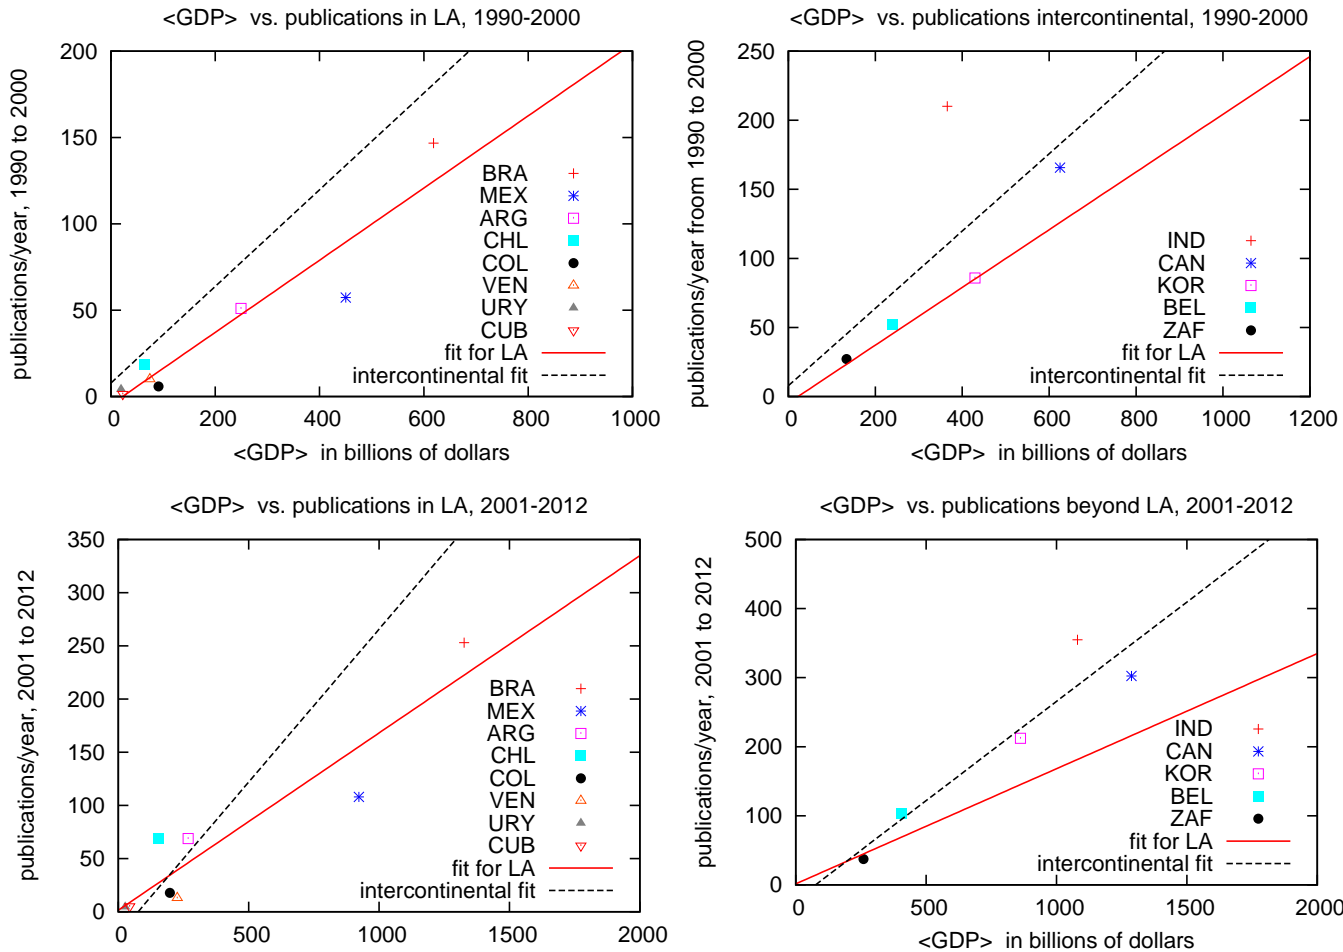 <GDP> vs. publications in LA, 1990-2000
publications/year, 1990 to 2000
200
150
100
50
0
0 200 400 600 800 1000
BRA
MEX
ARG
CHL
COL
VEN
URY
CUB
fit for LA
intercontinental fit
<GDP> in billions of dollars
<GDP> vs. publications intercontinental, 1990-2000
publications/year froom 1990 to 2000
250
200
150
100
50
0
0 200 400 600 800 1000 1200
IND
CAN
KOR
BEL
ZAF
fit for LA
intercontinental fit
<GDP> in billions of dollars
<GDP> vs. publications in LA, 2001-2012
publications/year, 2001 to 2012
350
300
250
200
150
100
50
0
0 500 1000 1500 2000
BRA
MEX
ARG
CHL
COL
VEN
URY
CUB
fit for LA
intercontinental fit
<GDP> vs. publications beyond LA, 2001-2012
publications/year, 2001 to 2012
500
400
300
200
100
0
0 500 1000 1500 2000
IND
CAN
KOR
BEL
ZAF
fit for LA
intercontinental fit
<GDP> in billions of dollars